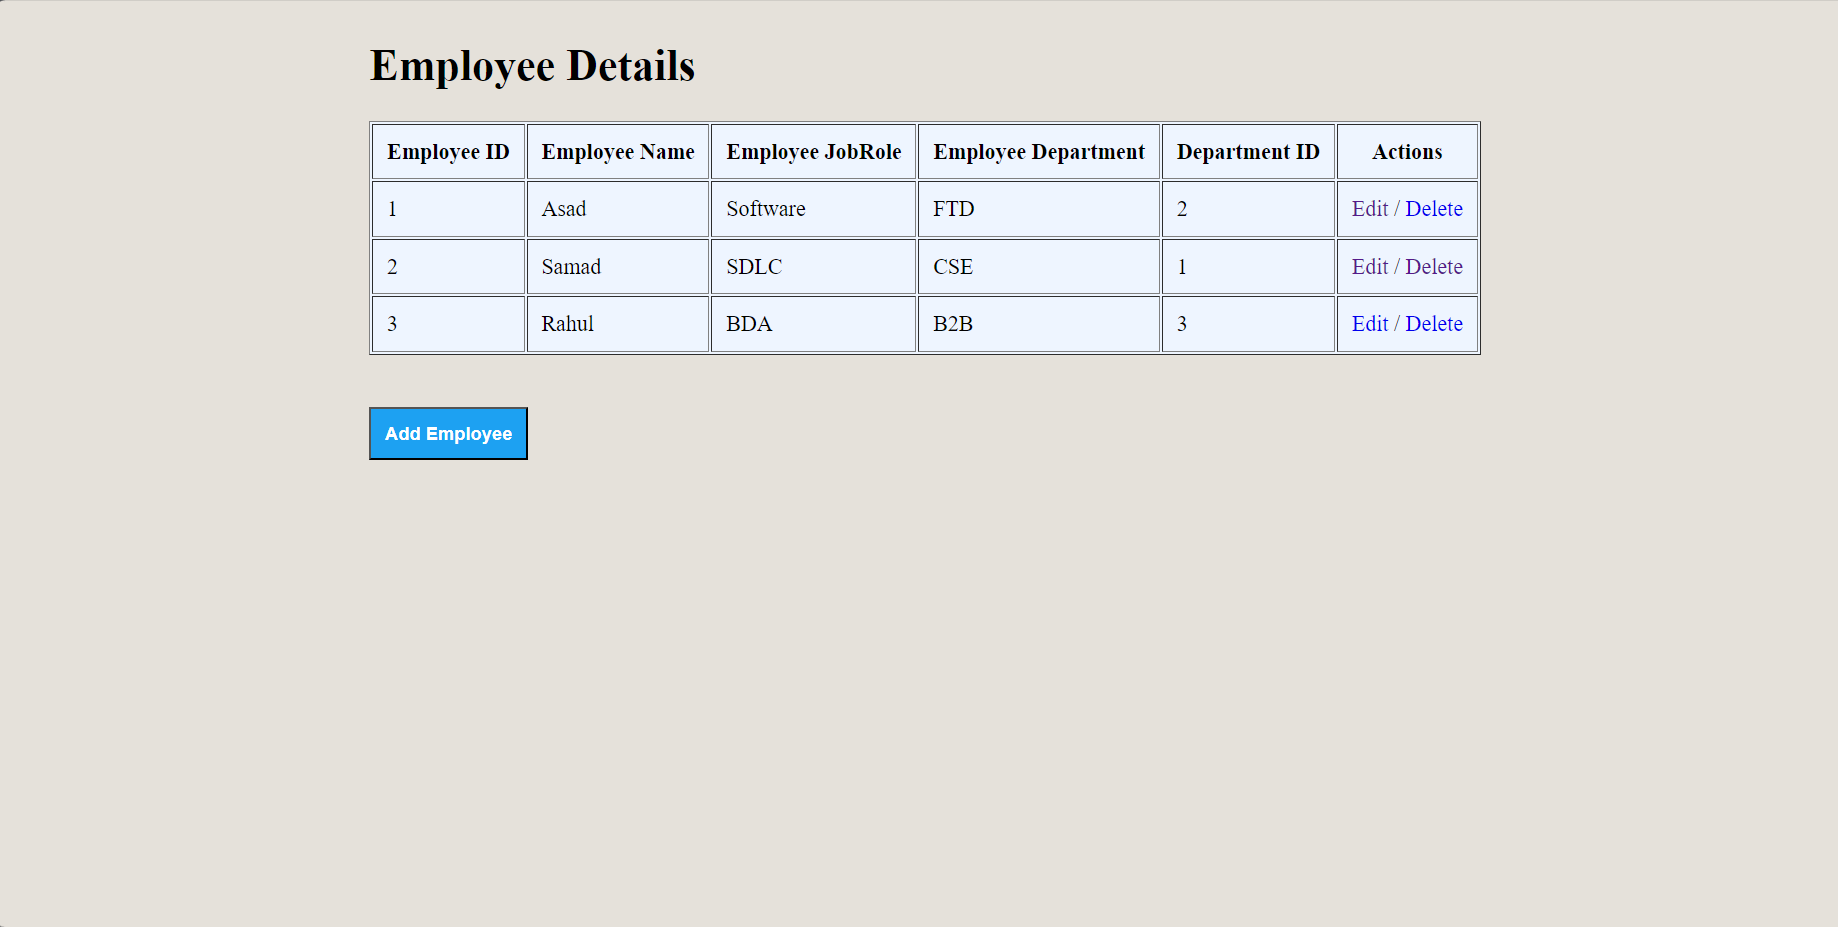 Employee Details
Employee ID Employee Name Employee JobRole Employee Department Department ID Actions
1 Asad Software FTD 2 Edit / Delete
2 Samad SDLC CSE 1 Edit / Delete
3 Rahul BDA B2B 3 Edit / Delete
Add Employee